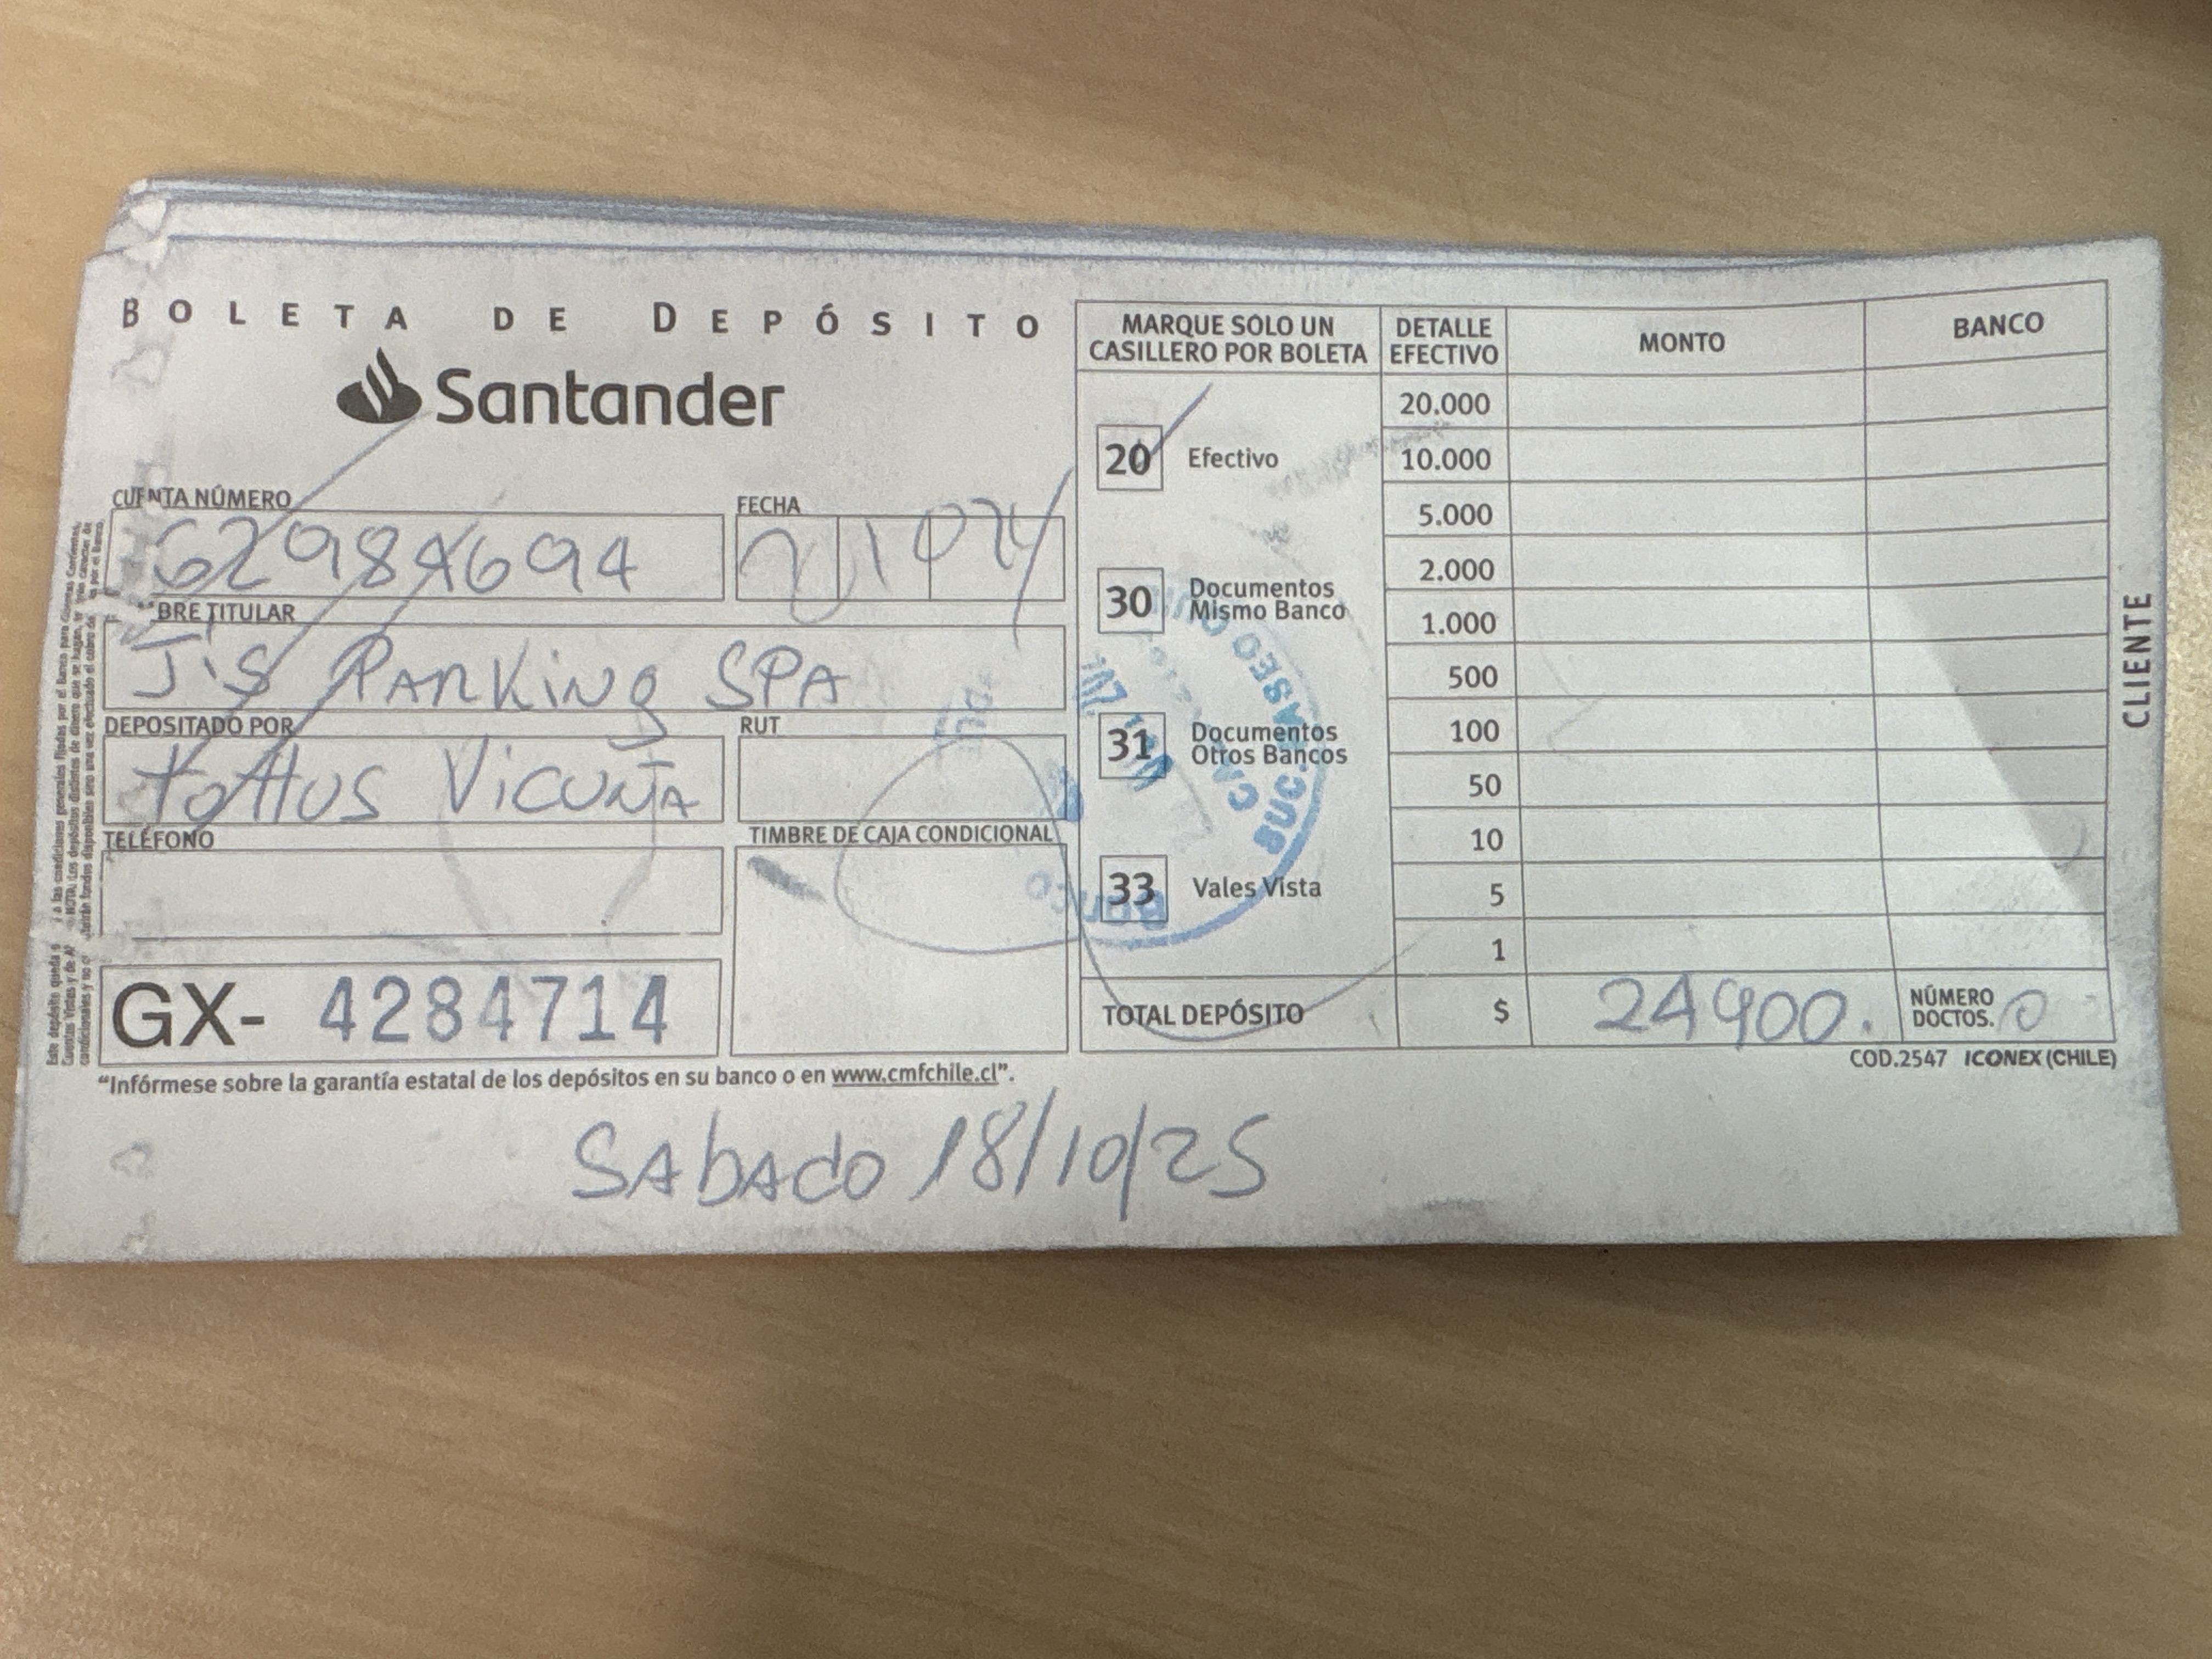 BOLETA DE DEPÓSITO
Santander
CUENTA NÚMERO
62984694
FECHA
BRE TITULAR
J'S PARKING SPA
DEPOSITADO POR
tottus VICUÑA
RUT
TELÉFONO
TIMBRE DE CAJA CONDICIONAL
GX- 4284714
"Infórmese sobre la garantía estatal de los depósitos en su banco o en www.cmfchile.cl".
MARQUE SOLO UN
CASILLERO POR BOLETA
20 Efectivo
30 Documentos
Mismo Banco
31 Documentos
Otros Bancos
33 Vales Vista
DETALLE
EFECTIVO
MONTO
BANCO
20.000
10.000
5.000
2.000
1.000
500
100
50
10
5
1
TOTAL DEPÓSITO $ 24900.
NÚMERO
DOCTOS. 0
COD.2547 ICONEX (CHILE)
CLIENTE
SAbAdo 18/10/25